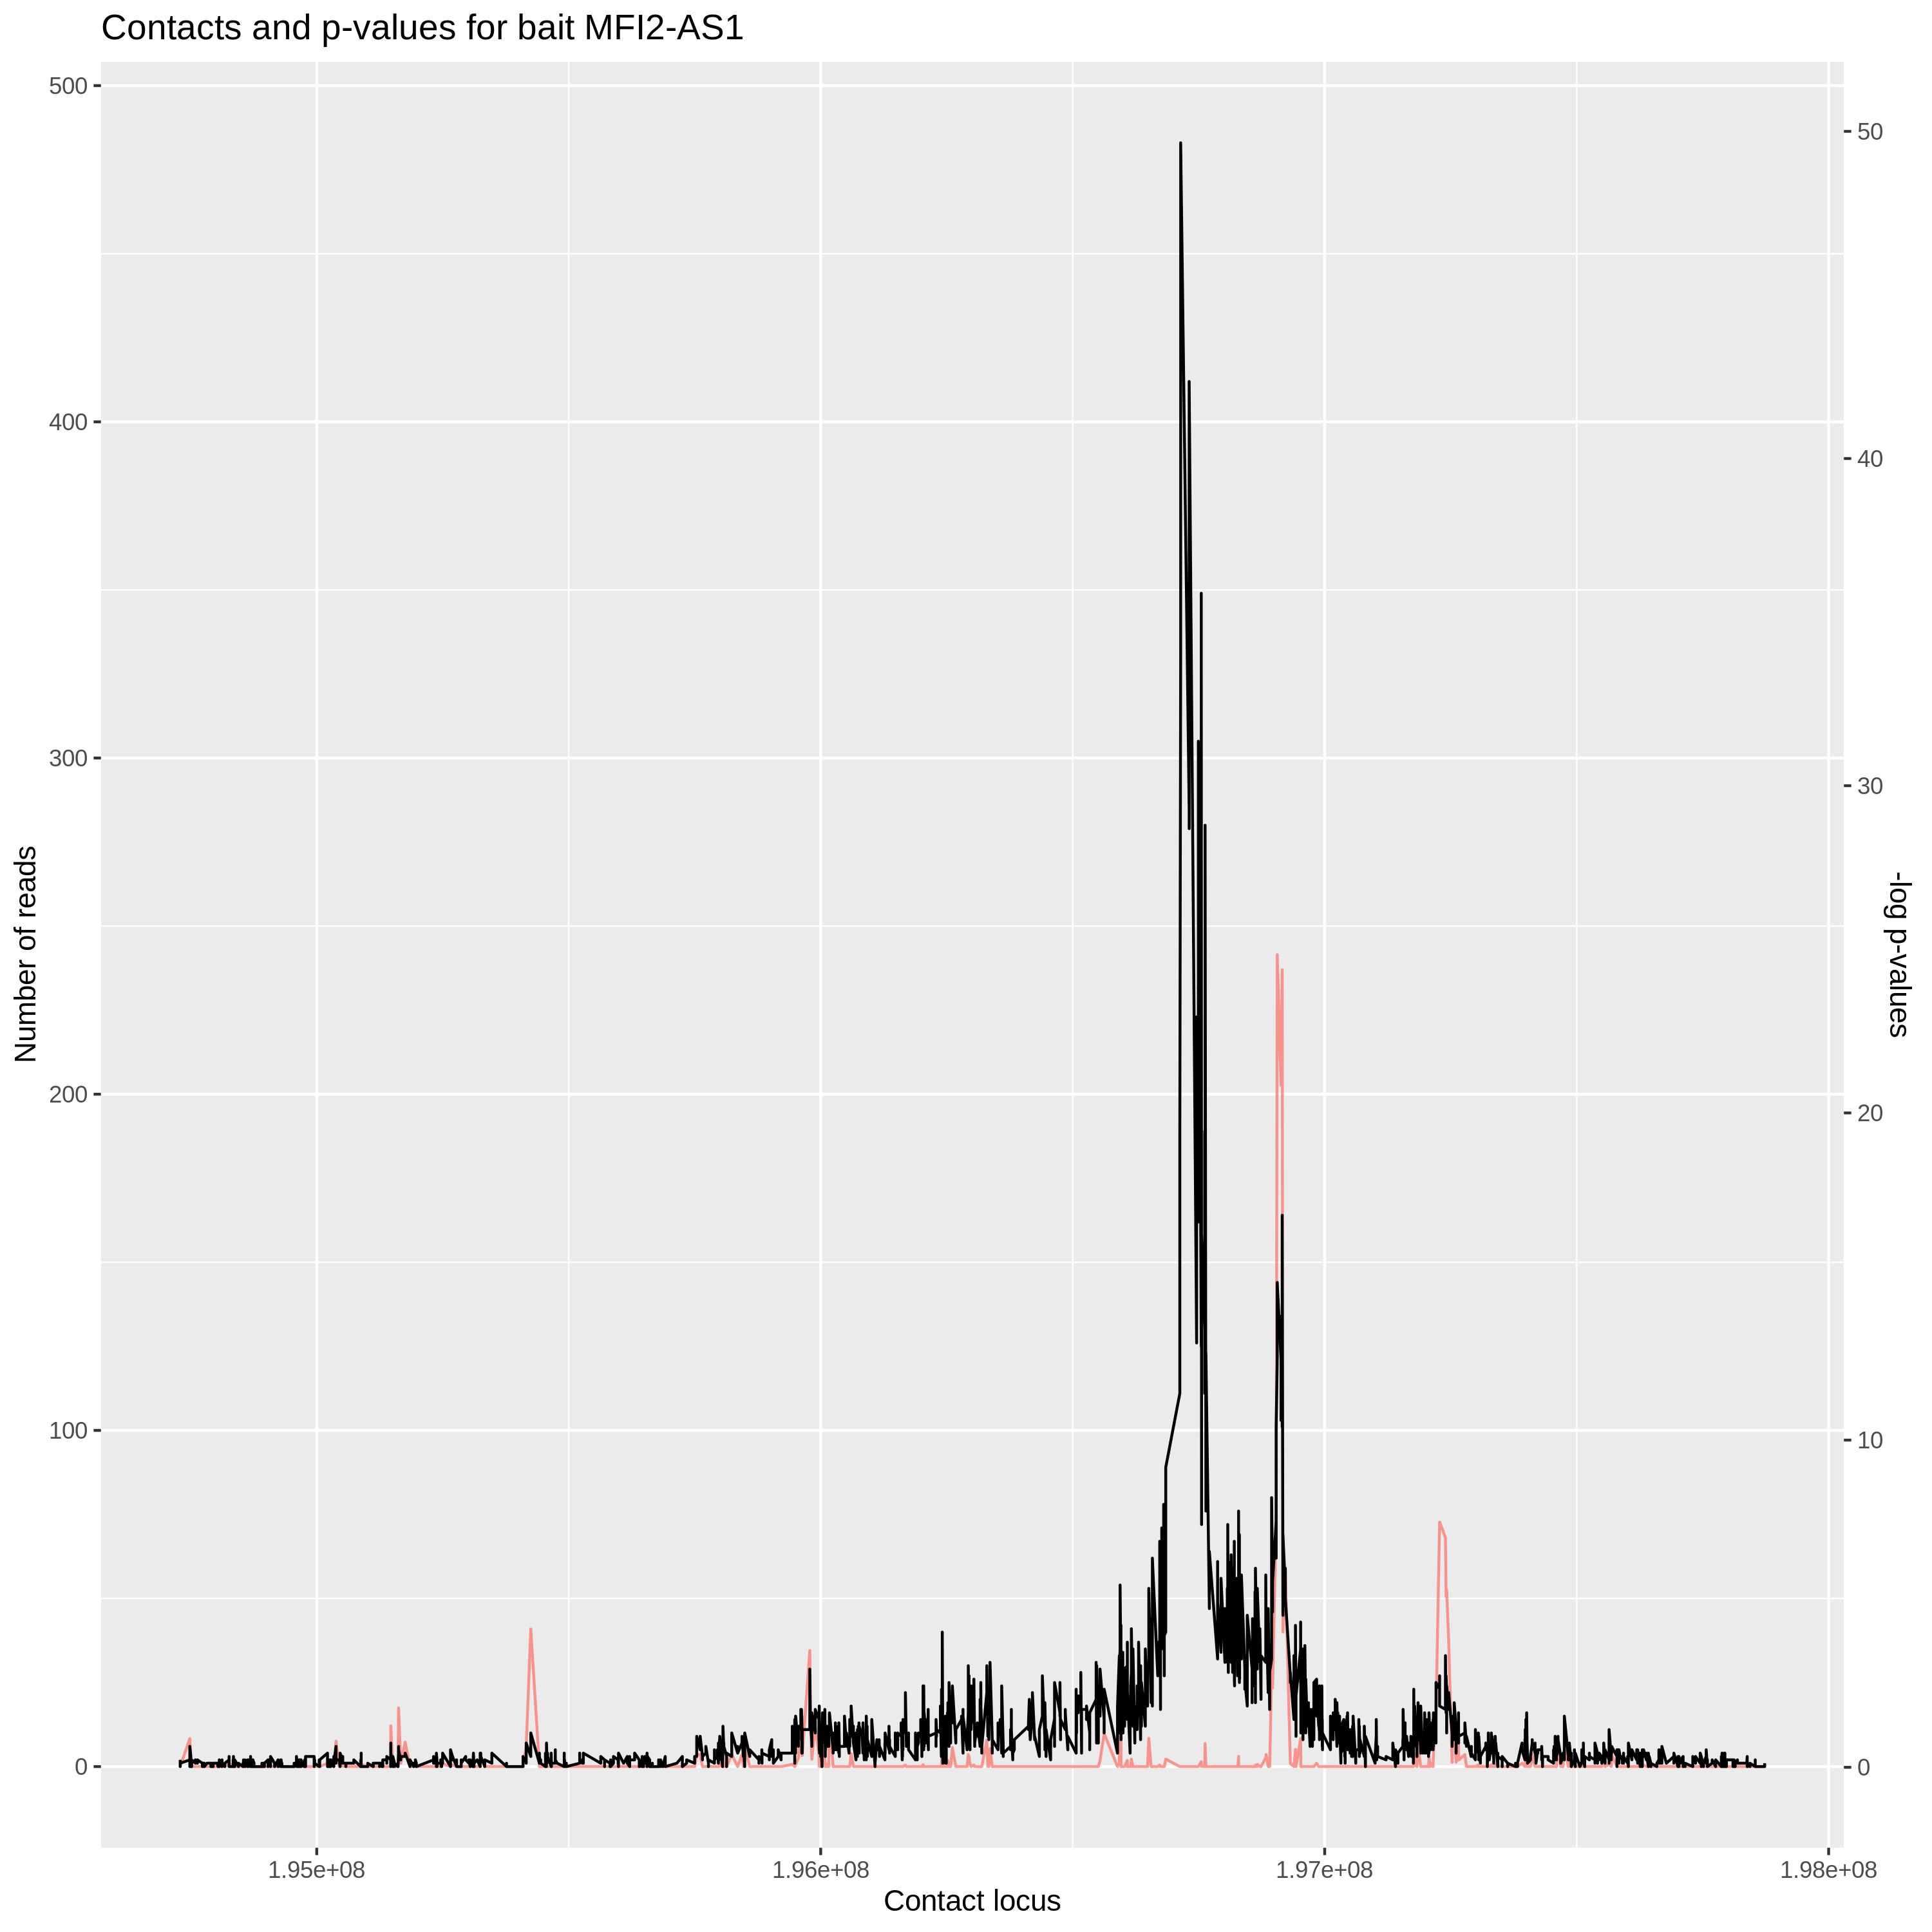 Contacts and p-values for bait MFI2-AS1
500
400
300
200
100
0
Number of reads
50
40
30
20
10
0
-log p-values
1.95e+08
1.96e+08
1.97e+08
1.98e+08
Contact locus